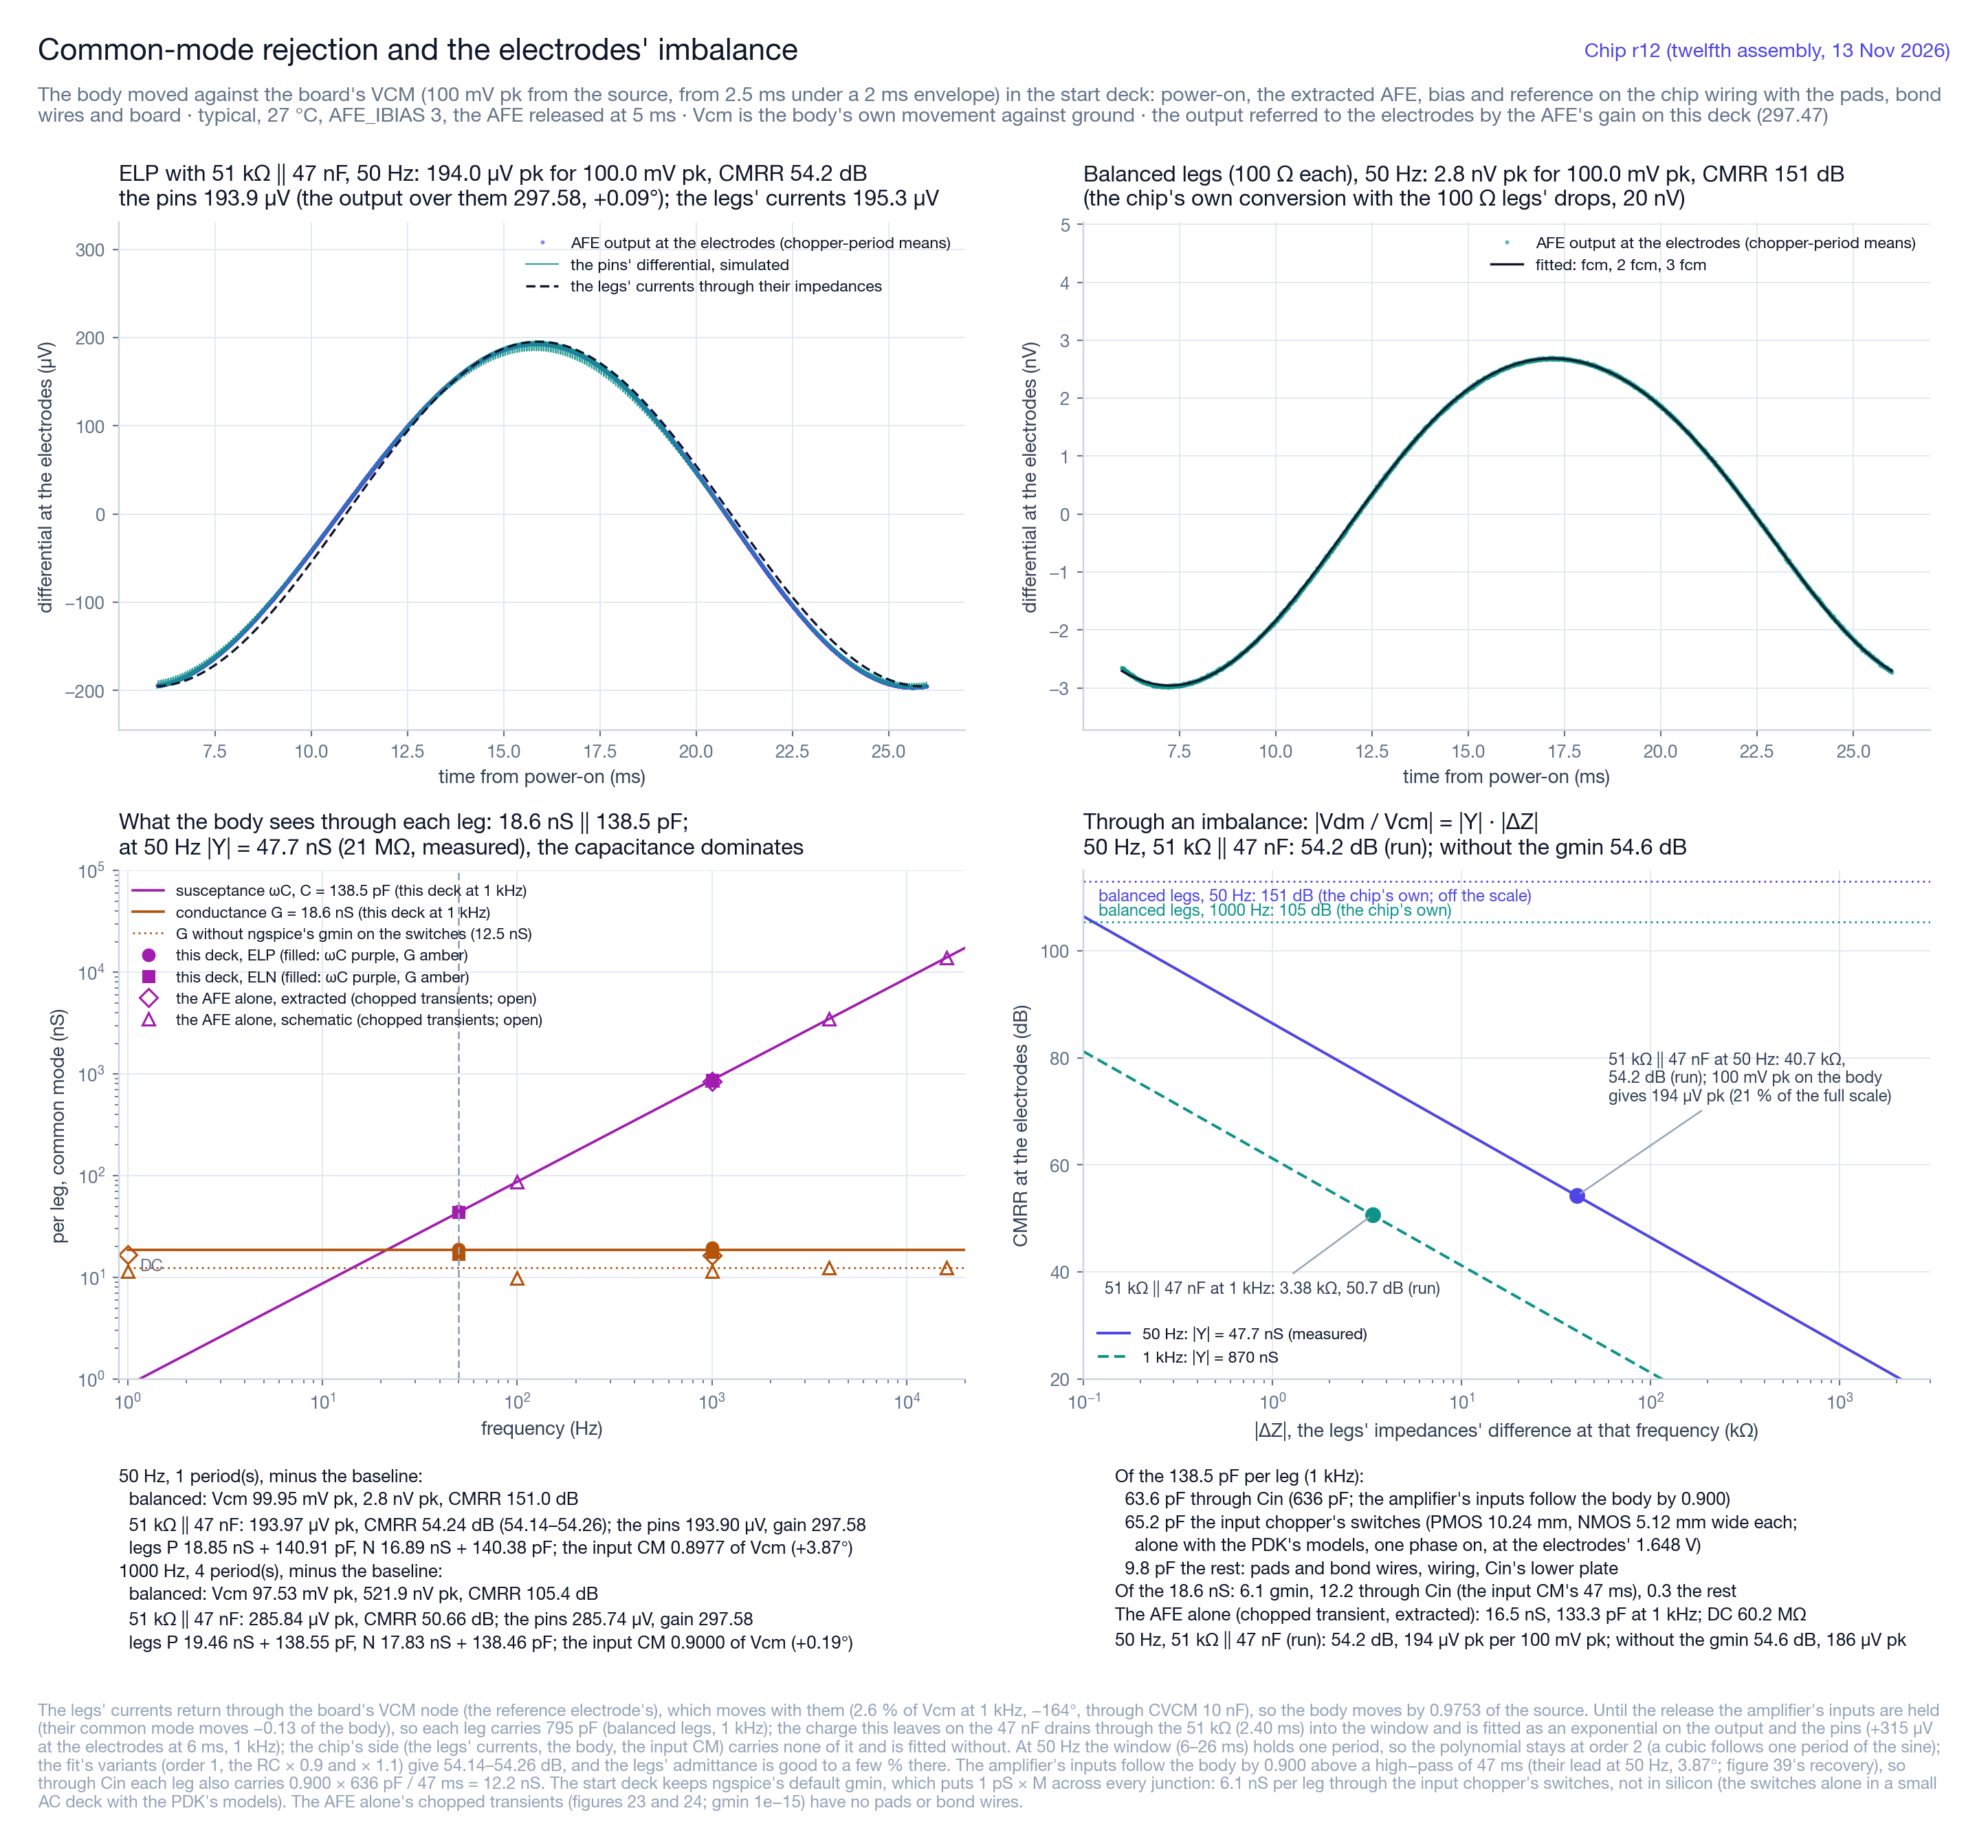 Common-mode rejection and the electrodes' imbalance
Chip r12 (twelfth assembly, 13 Nov 2026)
The body moved against the board's VCM (100 mV pk from the source, from 2.5 ms under a 2 ms envelope) in the start deck: power-on, the extracted AFE, bias and reference on the chip wiring with the pads, bond
wires and board · typical, 27 °C, AFE_IBIAS 3, the AFE released at 5 ms · Vcm is the body's own movement against ground · the output referred to the electrodes by the AFE's gain on this deck (297.47)
ELP with 51 kΩ || 47 nF, 50 Hz: 194.0 µV pk for 100.0 mV pk, CMRR 54.2 dB
the pins 193.9 µV (the output over them 297.58, +0.09°); the legs' currents 195.3 µV
AFE output at the electrodes (chopper-period means)
the pins' differential, simulated
the legs' currents through their impedances
300
200
100
0
−100
−200
differential at the electrodes (µV)
7.5
10.0
12.5
15.0
17.5
20.0
22.5
25.0
time from power-on (ms)
Balanced legs (100 Ω each), 50 Hz: 2.8 nV pk for 100.0 mV pk, CMRR 151 dB
(the chip's own conversion with the 100 Ω legs' drops, 20 nV)
AFE output at the electrodes (chopper-period means)
fitted: fcm, 2 fcm, 3 fcm
5
4
3
2
1
0
−1
−2
−3
differential at the electrodes (nV)
7.5
10.0
12.5
15.0
17.5
20.0
22.5
25.0
time from power-on (ms)
What the body sees through each leg: 18.6 nS || 138.5 pF;
at 50 Hz |Y| = 47.7 nS (21 MΩ, measured), the capacitance dominates
susceptance ωC, C = 138.5 pF (this deck at 1 kHz)
conductance G = 18.6 nS (this deck at 1 kHz)
G without ngspice's gmin on the switches (12.5 nS)
this deck, ELP (filled: ωC purple, G amber)
this deck, ELN (filled: ωC purple, G amber)
the AFE alone, extracted (chopped transients; open)
the AFE alone, schematic (chopped transients; open)
DC
10⁵
10⁴
10³
10²
10¹
10⁰
per leg, common mode (nS)
10⁰
10¹
10²
10³
10⁴
frequency (Hz)
Through an imbalance: |Vdm / Vcm| = |Y| · |ΔZ|
50 Hz, 51 kΩ || 47 nF: 54.2 dB (run); without the gmin 54.6 dB
balanced legs, 50 Hz: 151 dB (the chip's own; off the scale)
balanced legs, 1000 Hz: 105 dB (the chip's own)
51 kΩ || 47 nF at 50 Hz: 40.7 kΩ,
54.2 dB (run); 100 mV pk on the body
gives 194 µV pk (21 % of the full scale)
51 kΩ || 47 nF at 1 kHz: 3.38 kΩ, 50.7 dB (run)
50 Hz: |Y| = 47.7 nS (measured)
1 kHz: |Y| = 870 nS
100
80
60
40
20
CMRR at the electrodes (dB)
10⁻¹
10⁰
10¹
10²
10³
|ΔZ|, the legs' impedances' difference at that frequency (kΩ)
50 Hz, 1 period(s), minus the baseline:
balanced: Vcm 99.95 mV pk, 2.8 nV pk, CMRR 151.0 dB
51 kΩ || 47 nF: 193.97 µV pk, CMRR 54.24 dB (54.14–54.26); the pins 193.90 µV, gain 297.58
legs P 18.85 nS + 140.91 pF, N 16.89 nS + 140.38 pF; the input CM 0.8977 of Vcm (+3.87°)
1000 Hz, 4 period(s), minus the baseline:
balanced: Vcm 97.53 mV pk, 521.9 nV pk, CMRR 105.4 dB
51 kΩ || 47 nF: 285.84 µV pk, CMRR 50.66 dB; the pins 285.74 µV, gain 297.58
legs P 19.46 nS + 138.55 pF, N 17.83 nS + 138.46 pF; the input CM 0.9000 of Vcm (+0.19°)
Of the 138.5 pF per leg (1 kHz):
63.6 pF through Cin (636 pF; the amplifier's inputs follow the body by 0.900)
65.2 pF the input chopper's switches (PMOS 10.24 mm, NMOS 5.12 mm wide each;
alone with the PDK's models, one phase on, at the electrodes' 1.648 V)
9.8 pF the rest: pads and bond wires, wiring, Cin's lower plate
Of the 18.6 nS: 6.1 gmin, 12.2 through Cin (the input CM's 47 ms), 0.3 the rest
The AFE alone (chopped transient, extracted): 16.5 nS, 133.3 pF at 1 kHz; DC 60.2 MΩ
50 Hz, 51 kΩ || 47 nF (run): 54.2 dB, 194 µV pk per 100 mV pk; without the gmin 54.6 dB, 186 µV pk
The legs' currents return through the board's VCM node (the reference electrode's), which moves with them (2.6 % of Vcm at 1 kHz, −164°, through CVCM 10 nF), so the body moves by 0.9753 of the source. Until the release the amplifier's inputs are held
(their common mode moves −0.13 of the body), so each leg carries 795 pF (balanced legs, 1 kHz); the charge this leaves on the 47 nF drains through the 51 kΩ (2.40 ms) into the window and is fitted as an exponential on the output and the pins (+315 µV
at the electrodes at 6 ms, 1 kHz); the chip's side (the legs' currents, the body, the input CM) carries none of it and is fitted without. At 50 Hz the window (6–26 ms) holds one period, so the polynomial stays at order 2 (a cubic follows one period of the sine);
the fit's variants (order 1, the RC × 0.9 and × 1.1) give 54.14–54.26 dB, and the legs' admittance is good to a few % there. The amplifier's inputs follow the body by 0.900 above a high−pass of 47 ms (their lead at 50 Hz, 3.87°; figure 39's recovery), so
through Cin each leg also carries 0.900 × 636 pF / 47 ms = 12.2 nS. The start deck keeps ngspice's default gmin, which puts 1 pS × M across every junction: 6.1 nS per leg through the input chopper's switches, not in silicon (the switches alone in a small
AC deck with the PDK's models). The AFE alone's chopped transients (figures 23 and 24; gmin 1e−15) have no pads or bond wires.